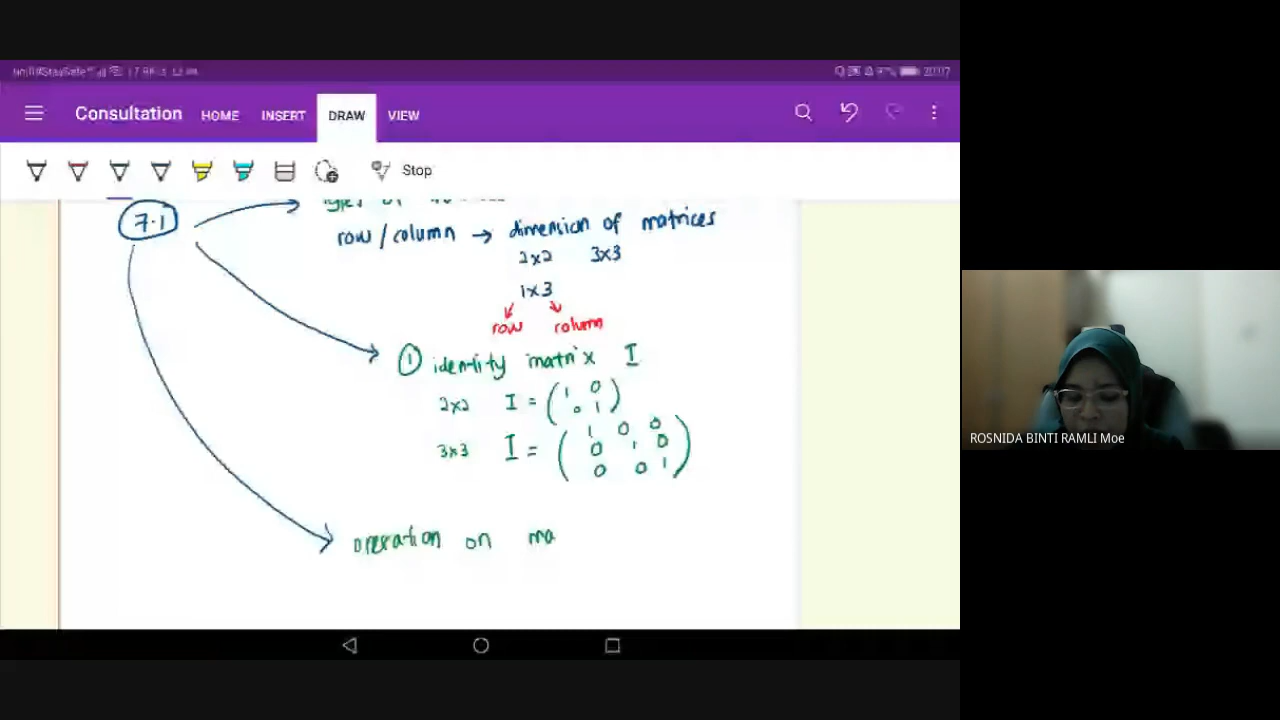 20:07
Consultation HOME INSERT DRAW VIEW
Stop
7.1
row / column → dimension of matrices
2x2 3x3
1x3
row column
① identity matrix I
2x2 I = (1 0
0 1)
3x3 I = (1 0 0
0 1 0
0 0 1)
operation on ma
ROSNIDA BINTI RAMLI Moe